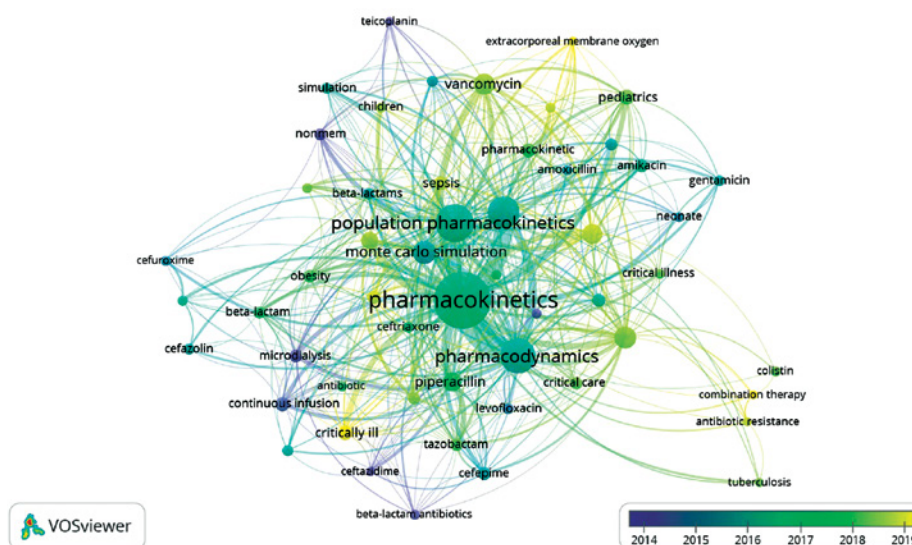 teicoplanin
extracorporeal membrane oxygen
vancomycin
simulation
pediatrics
children
nonmem
pharmacokinetic
amoxicillin
amikacin
gentamicin
sepsis
beta-lactams
population pharmacokinetics
neonate
monte carlo simulation
cefuroxime
critical illness
obesity
pharmacokinetics
beta-lactam
ceftriaxone
cefazolin
microdialysis
pharmacodynamics
colistin
antibiotic
piperacillin
critical care
combination therapy
continuous infusion
levofloxacin
antibiotic resistance
critically ill
tazobactam
ceftazidime
cefepime
tuberculosis
beta-lactam antibiotics
VOSviewer
2014 2015 2016 2017 2018 2019